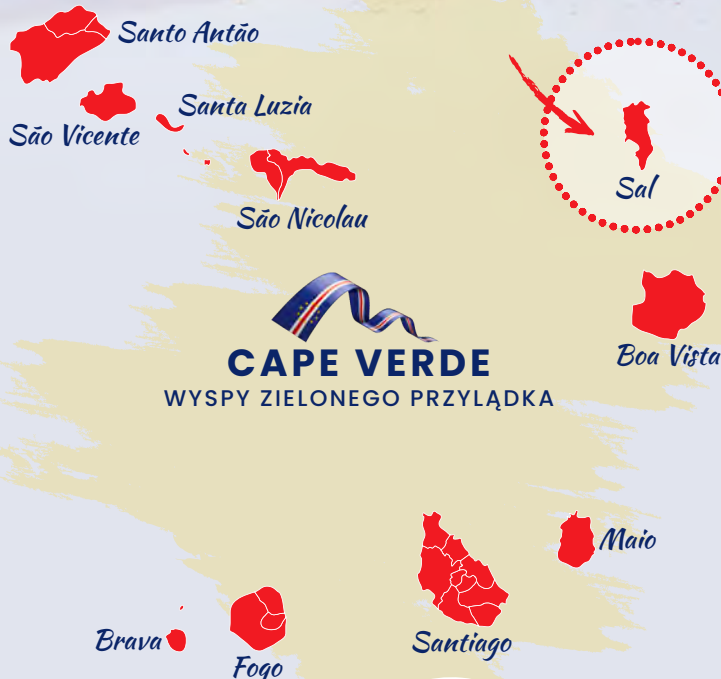 Santo Antão
Santa Luzia
São Vicente
Sal
São Nicolau
Boa Vista
CAPE VERDE
WYSPY ZIELONEGO PRZYLĄDKA
Maio
Brava
Santiago
Fogo